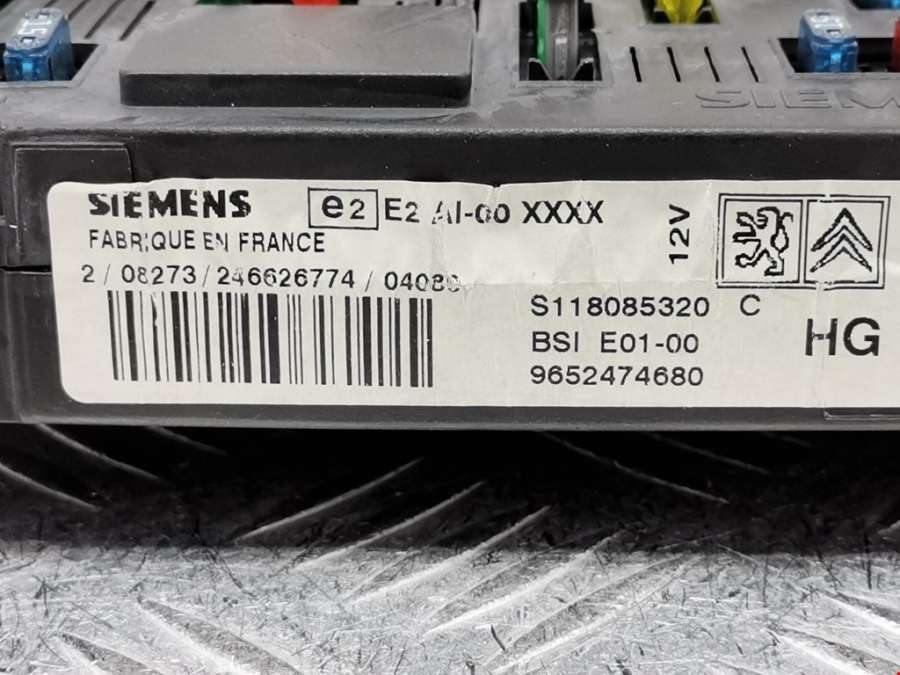 SIEMENS e2 E2 AI-00 XXXX
FABRIQUE EN FRANCE
2/08273/246626774/04086
12V
S118085320 C
BSI E01-00
9652474680
HG